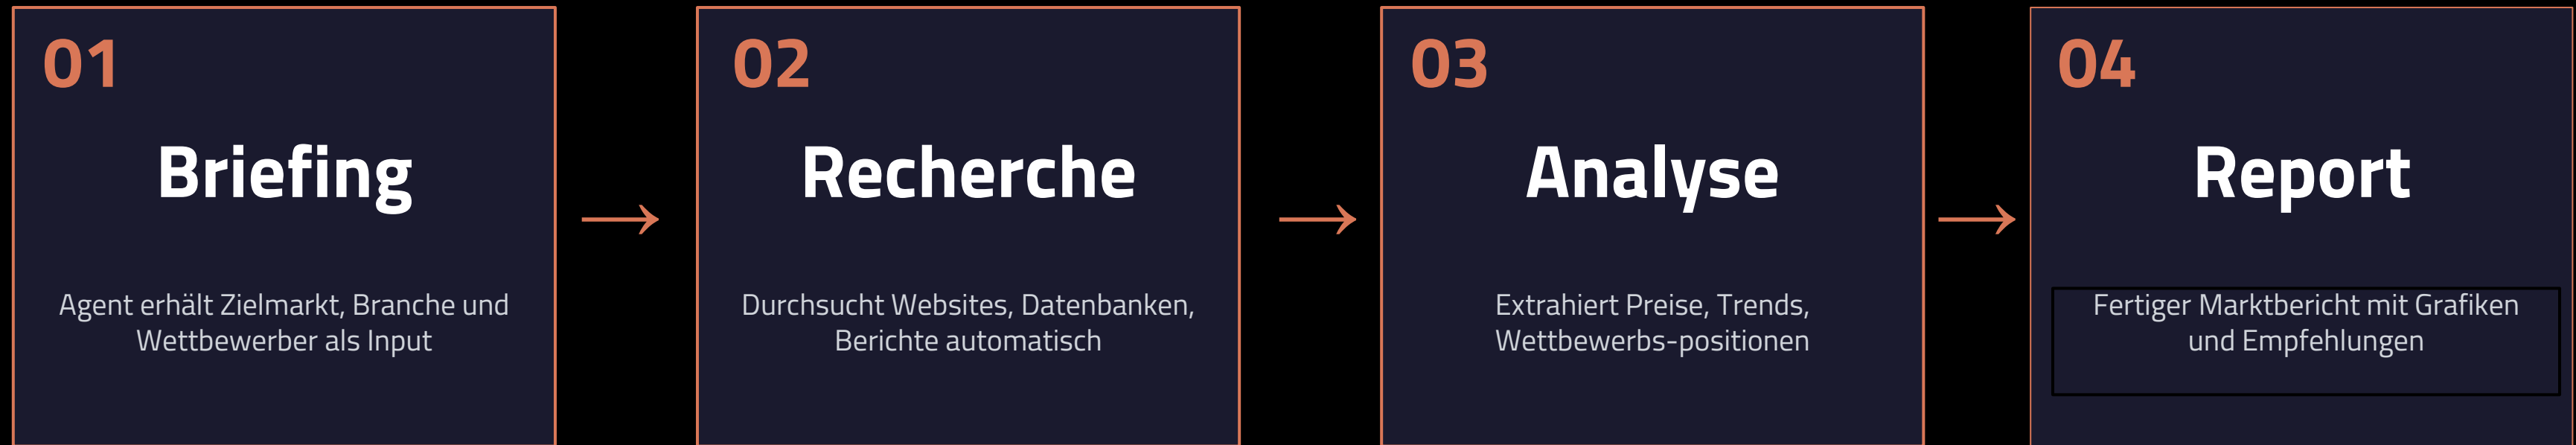 01
Briefing
Agent erhält Zielmarkt, Branche und
Wettbewerber als Input
→
02
Recherche
Durchsucht Websites, Datenbanken,
Berichte automatisch
→
03
Analyse
Extrahiert Preise, Trends,
Wettbewerbs-positionen
→
04
Report
Fertiger Marktbericht mit Grafiken
und Empfehlungen